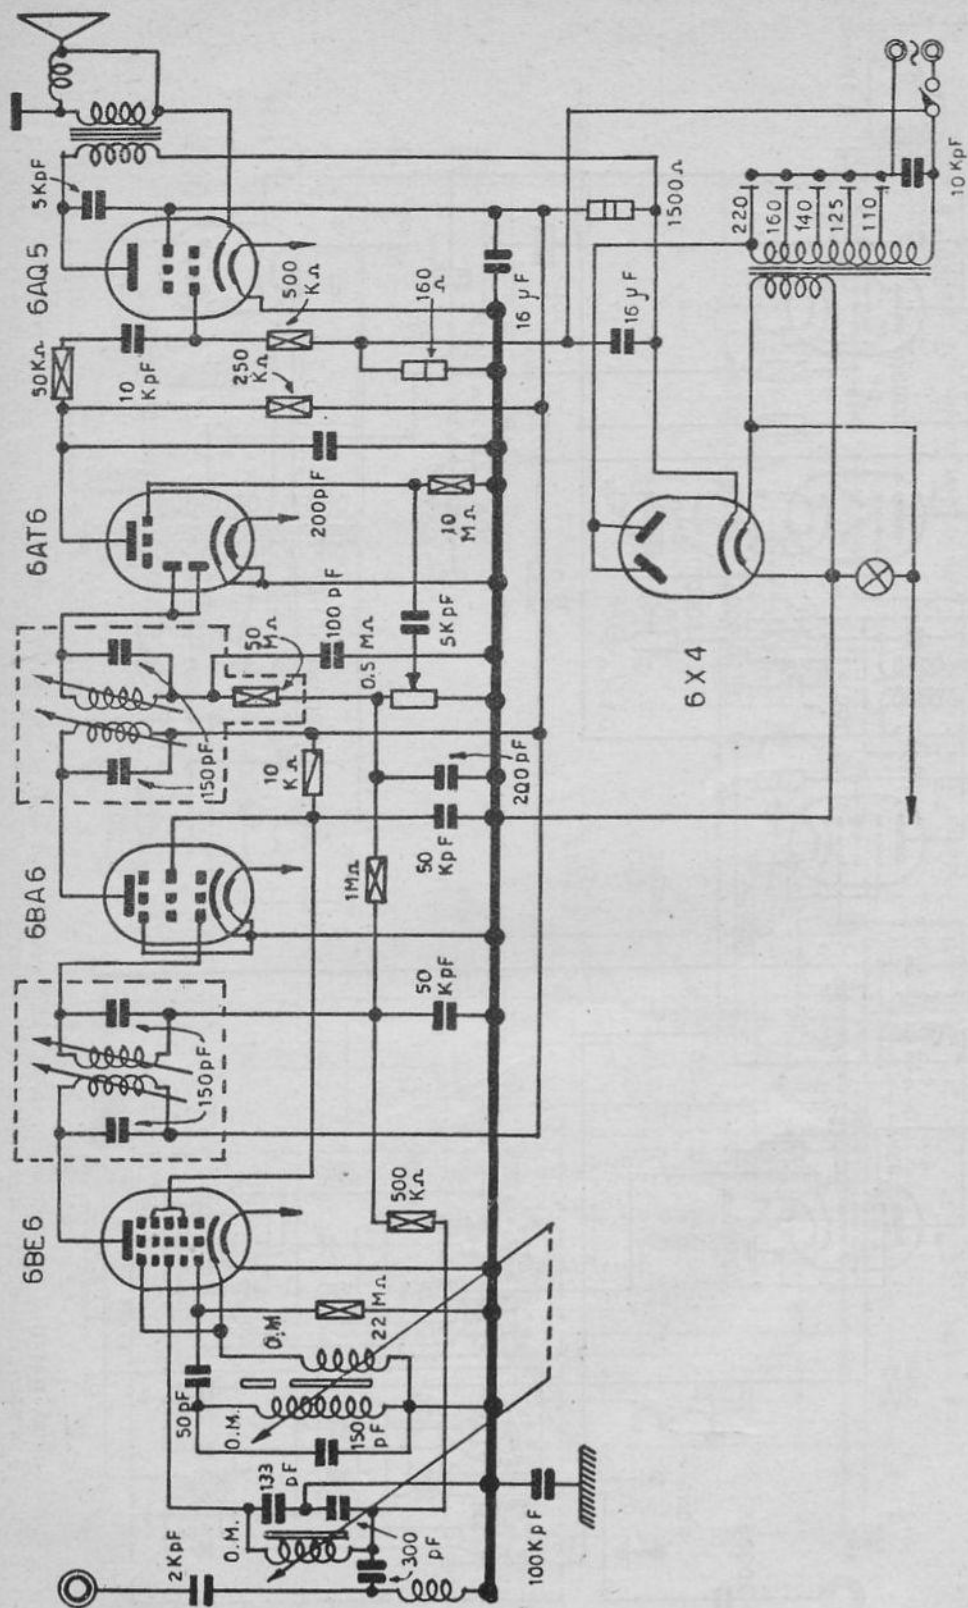 6BE6
6BA6
6AT6
6AQ5
2KpF
O.M.
133
pF
300
pF
100KpF
50pF
O.M.
150
pF
O.M
22 MΩ
500
KΩ
150pF
50
KpF
1MΩ
50
KpF
10
KΩ
150pF
200pF
50
MΩ
0.5 MΩ
100 pF
5KpF
10
MΩ
200pF
50KΩ
10
KpF
250
KΩ
500
KΩ
160
Ω
5KpF
16 µF
1500Ω
16 µF
6X4
220
160
140
125
110
10KpF
~